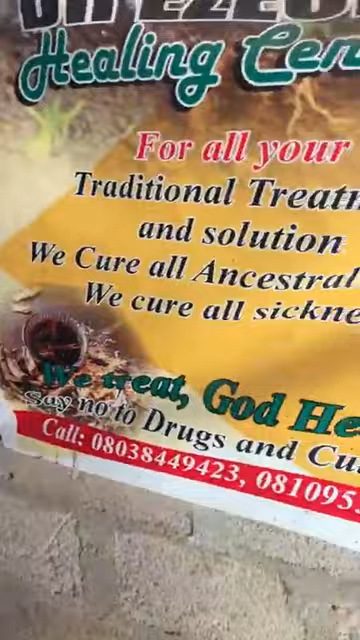 Healing Cen
For all your
Traditional Treatm
and solution
We Cure all Ancestral
We cure all sickne
We treat, God He
Say no to Drugs and Cu
Call: 08038449423, 0810955